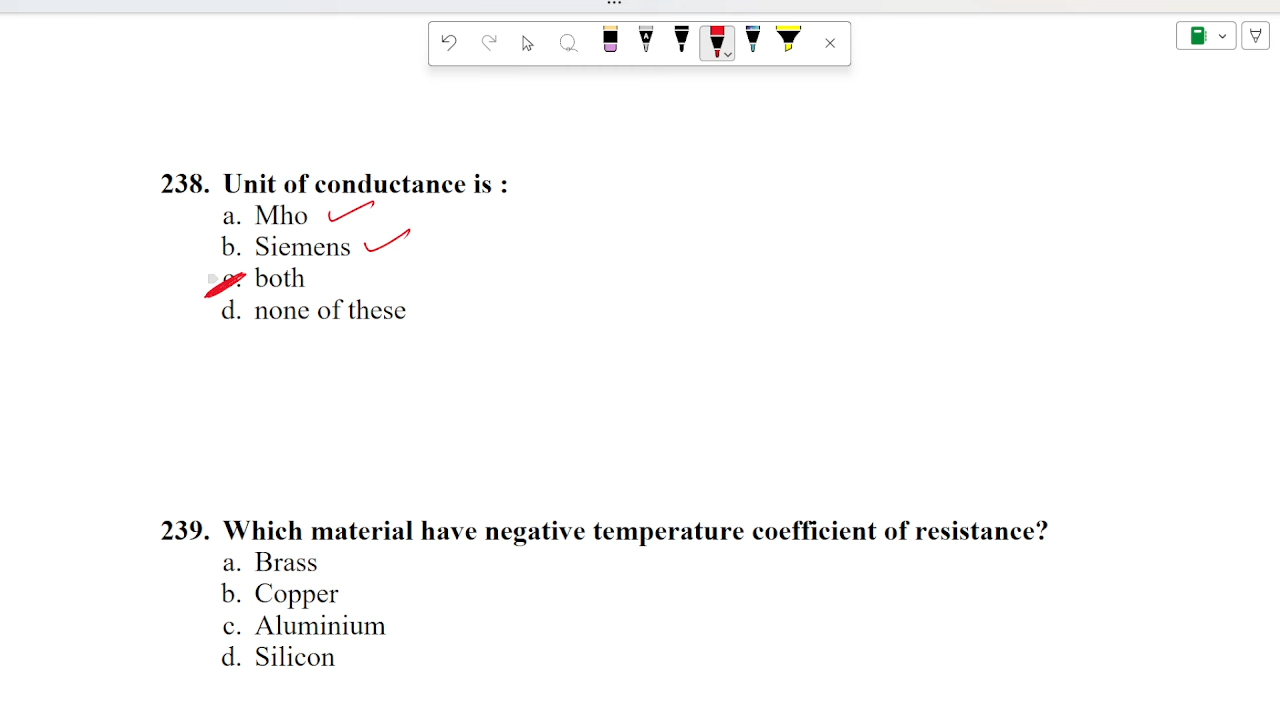 238. Unit of conductance is :
a. Mho
b. Siemens
c. both
d. none of these
239. Which material have negative temperature coefficient of resistance?
a. Brass
b. Copper
c. Aluminium
d. Silicon